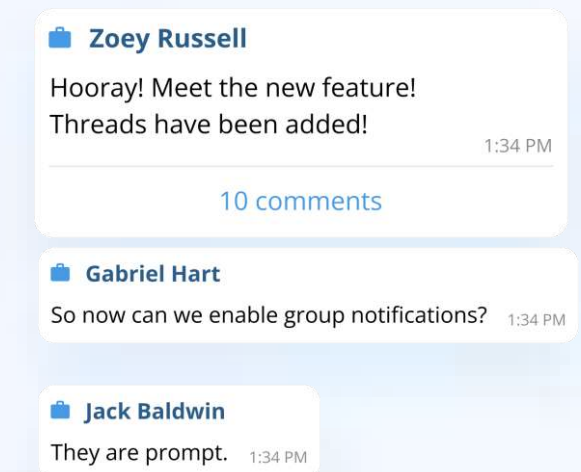 Zoey Russell
Hooray! Meet the new feature!
Threads have been added!
1:34 PM
10 comments
Gabriel Hart
So now can we enable group notifications? 1:34 PM
Jack Baldwin
They are prompt. 1:34 PM